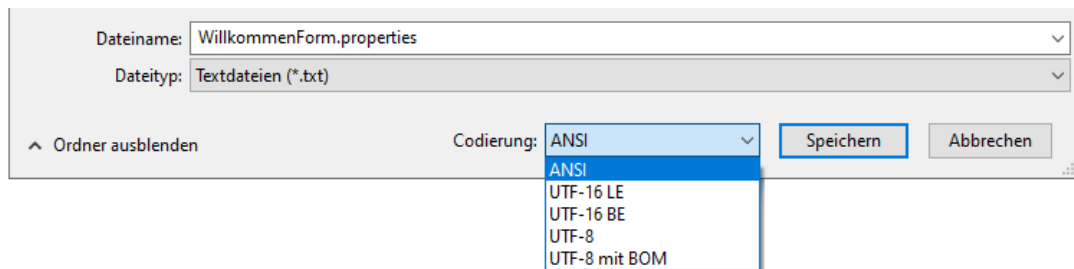 Dateiname: WillkommenForm.properties
Dateityp: Textdateien (*.txt)
Ordner ausblenden Codierung: ANSI Speichern Abbrechen
ANSI
UTF-16 LE
UTF-16 BE
UTF-8
UTF-8 mit BOM